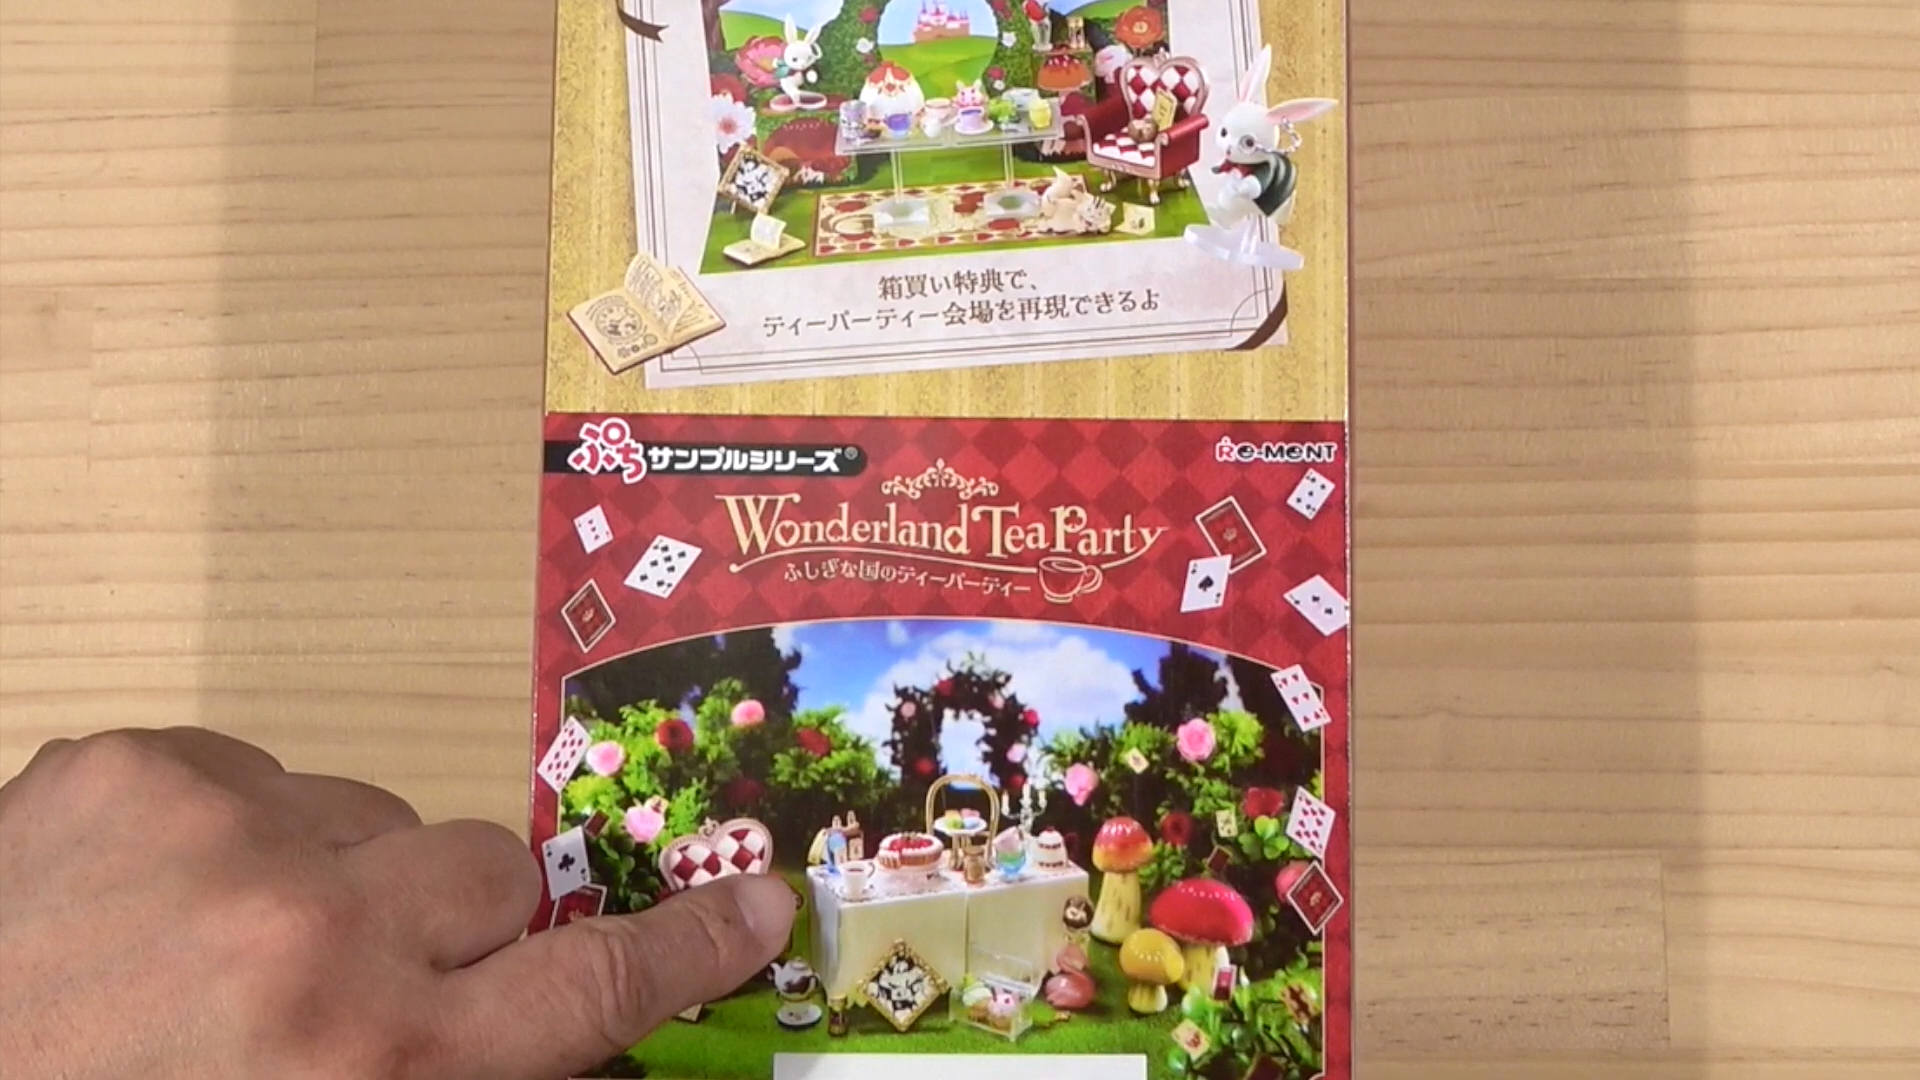 箱買い特典で、
ティーパーティー会場を再現できるよ
ぷちサンプルシリーズ®
Re-MeNT
Wonderland Tea Party
ふしぎな国のティーパーティー